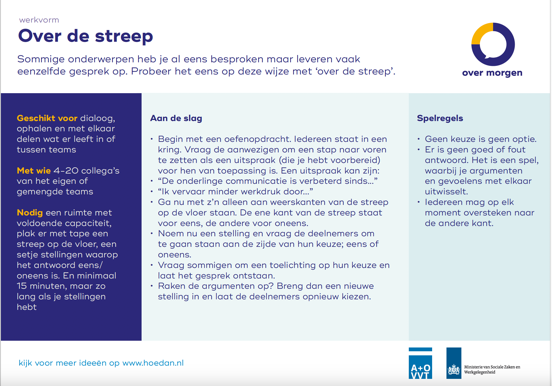 werkvorm
Over de streep
Sommige onderwerpen heb je al eens besproken maar leveren vaak
eenzelfde gesprek op. Probeer het eens op deze wijze met ‘over de streep’.
over morgen
Geschikt voor dialoog,
ophalen en met elkaar
delen wat er leeft in of
tussen teams
Met wie 4-20 collega’s
van het eigen of
gemengde teams
Nodig een ruimte met
voldoende capaciteit,
plak er met tape een
streep op de vloer, een
setje stellingen waarop
het antwoord eens/
oneens is. En minimaal
15 minuten, maar zo
lang als je stellingen
hebt
Aan de slag
• Begin met een oefenopdracht. Iedereen staat in een
kring. Vraag de aanwezigen om een stap naar voren
te zetten als een uitspraak (die je hebt voorbereid)
voor hen van toepassing is. Een uitspraak kan zijn:
• “De onderlinge communicatie is verbeterd sinds...”
• “Ik vervaar minder werkdruk door...”
• Ga nu met z’n allen aan weerskanten van de streep
op de vloer staan. De ene kant van de streep staat
voor eens, de andere voor oneens.
• Noem nu een stelling en vraag de deelnemers om
te gaan staan aan de zijde van hun keuze; eens of
oneens.
• Vraag sommigen om een toelichting op hun keuze en
laat het gesprek ontstaan.
• Raken de argumenten op? Breng dan een nieuwe
stelling in en laat de deelnemers opnieuw kiezen.
Spelregels
• Geen keuze is geen optie.
• Er is geen goed of fout
antwoord. Het is een spel,
waarbij je argumenten
en gevoelens met elkaar
uitwisselt.
• Iedereen mag op elk
moment oversteken naar
de andere kant.
kijk voor meer ideeën op www.hoedan.nl
A+O
VVT
Ministerie van Sociale Zaken en
Werkgelegenheid